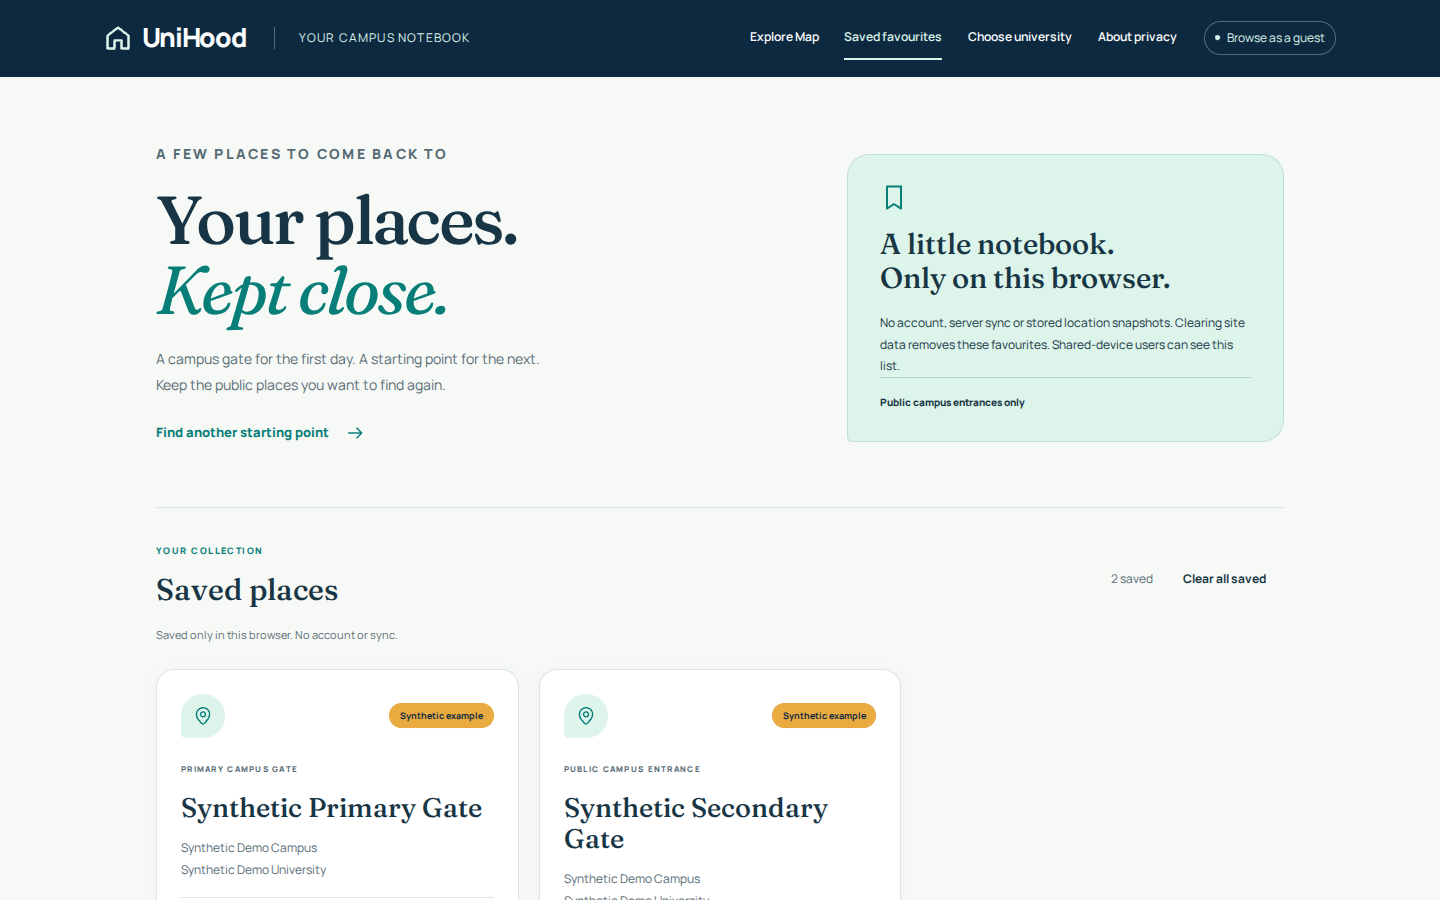 UniHood
YOUR CAMPUS NOTEBOOK
Explore Map
Saved favourites
Choose university
About privacy
Browse as a guest
A FEW PLACES TO COME BACK TO
Your places.
Kept close.
A campus gate for the first day. A starting point for the next.
Keep the public places you want to find again.
Find another starting point
A little notebook.
Only on this browser.
No account, server sync or stored location snapshots. Clearing site
data removes these favourites. Shared-device users can see this
list.
Public campus entrances only
YOUR COLLECTION
Saved places
2 saved
Clear all saved
Saved only in this browser. No account or sync.
Synthetic example
PRIMARY CAMPUS GATE
Synthetic Primary Gate
Synthetic Demo Campus
Synthetic Demo University
Synthetic example
PUBLIC CAMPUS ENTRANCE
Synthetic Secondary
Gate
Synthetic Demo Campus
Synthetic Demo University